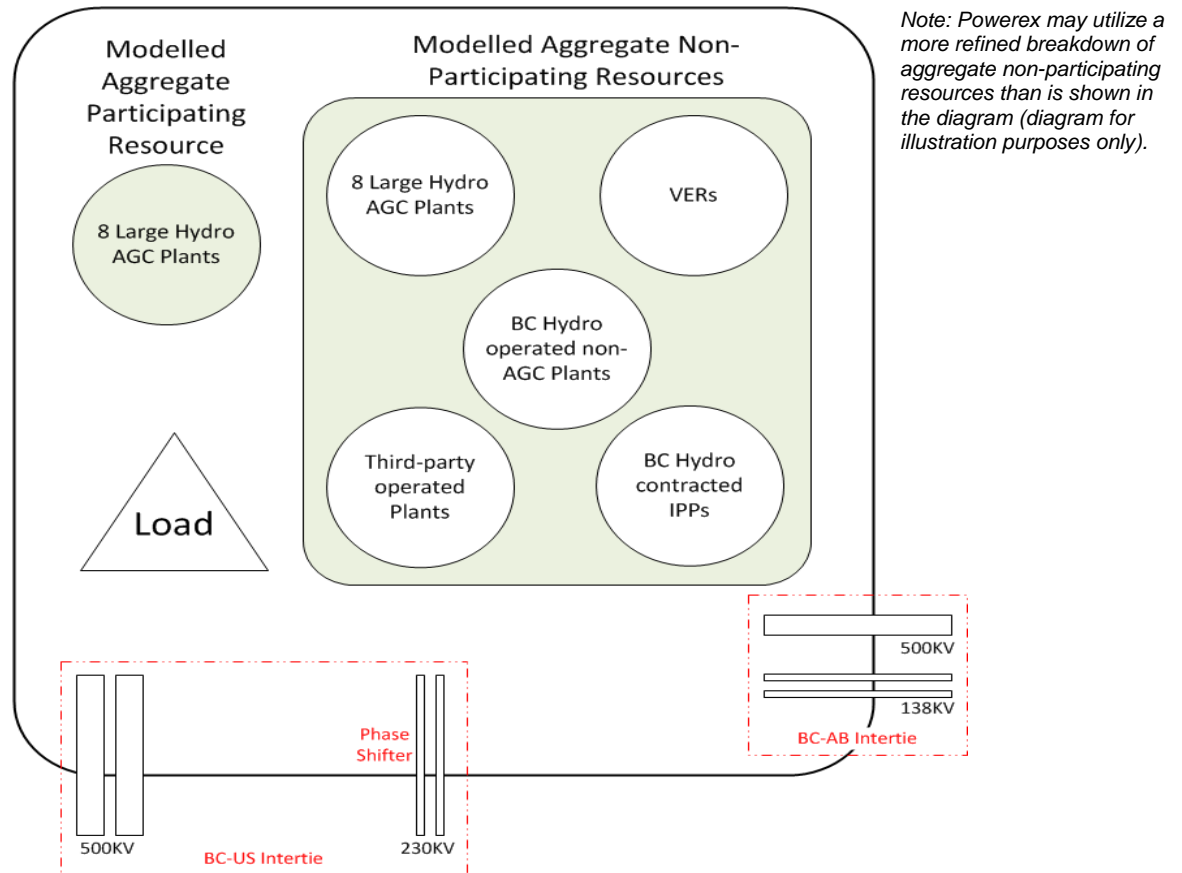 Modelled
Aggregate
Participating
Resource
8 Large Hydro
AGC Plants
Load
Modelled Aggregate Non-
Participating Resources
8 Large Hydro
AGC Plants
VERs
BC Hydro
operated non-
AGC Plants
Third-party
operated
Plants
BC Hydro
contracted
IPPs
Note: Powerex may utilize a
more refined breakdown of
aggregate non-participating
resources than is shown in
the diagram (diagram for
illustration purposes only).
500KV
138KV
BC-AB Intertie
Phase
Shifter
500KV
230KV
BC-US Intertie